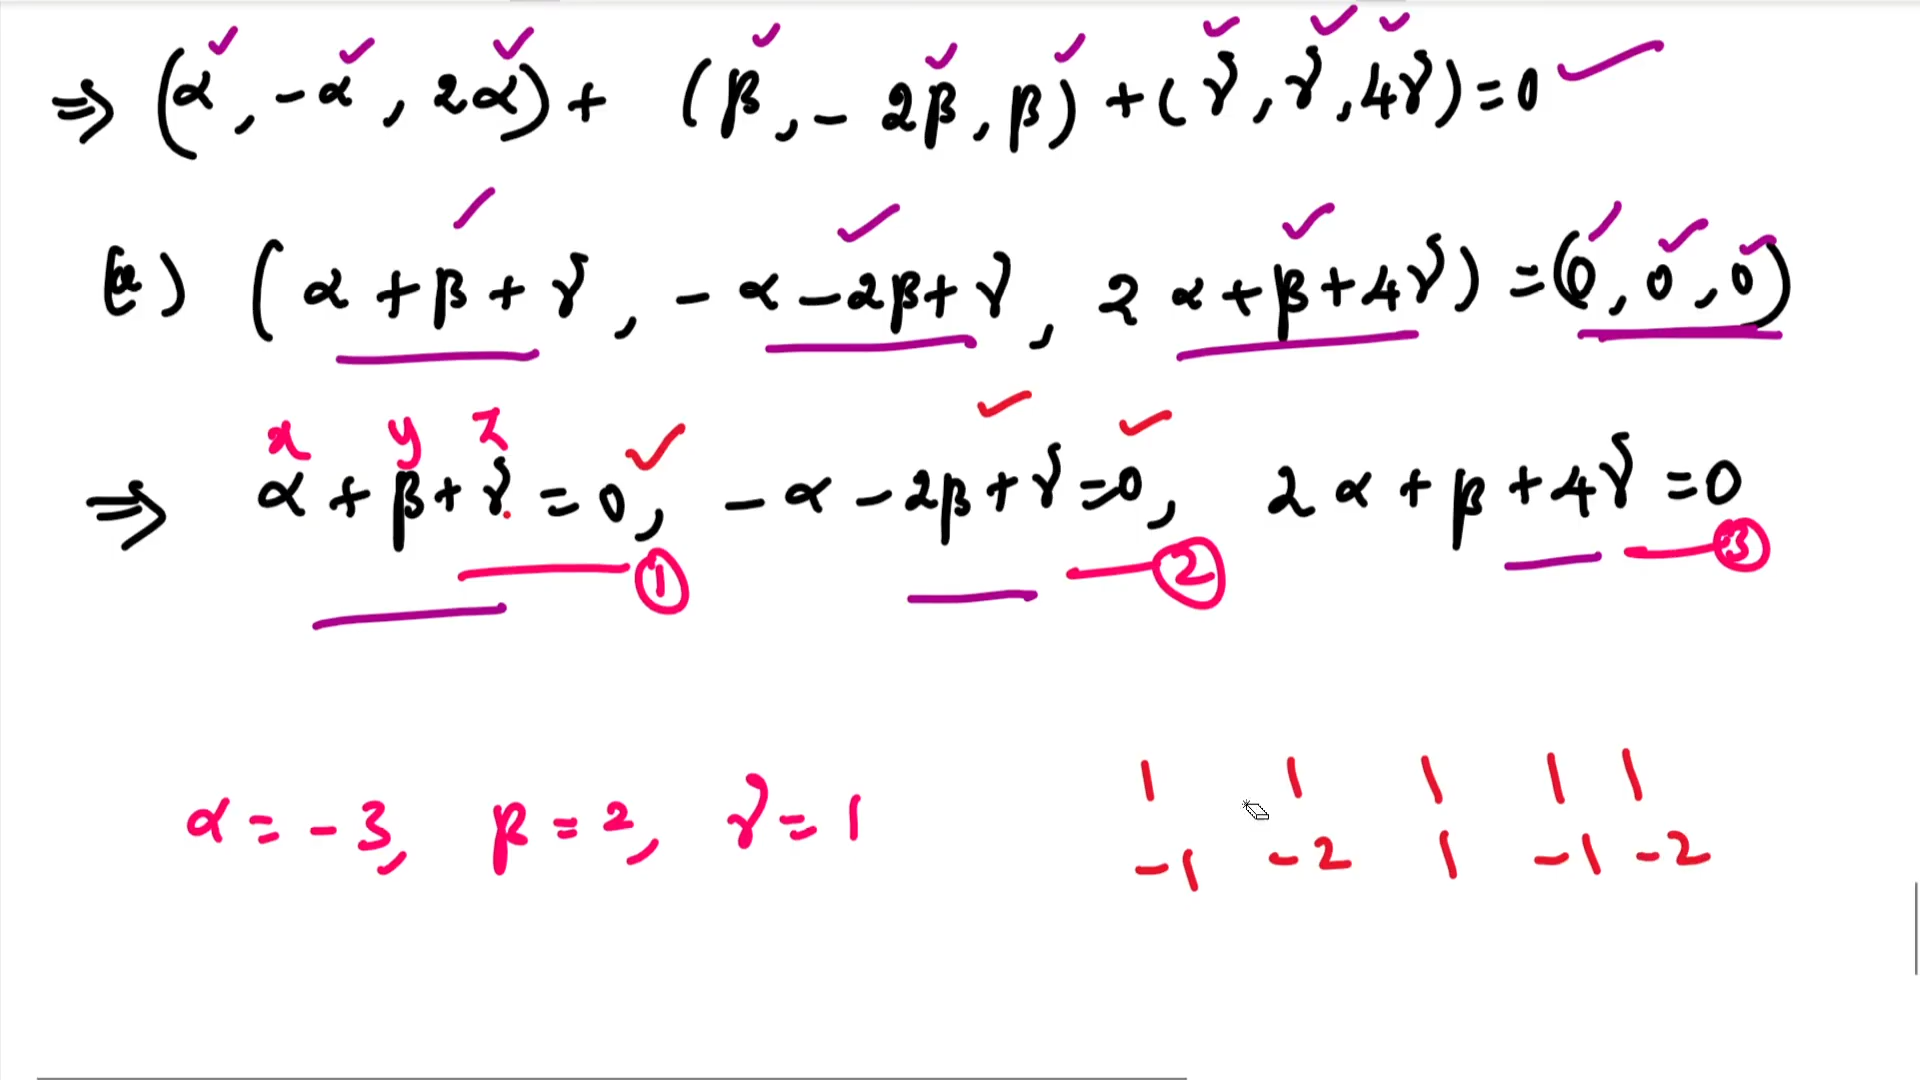 ⇒ (α, -α, 2α) + (β, -2β, β) + (γ, γ, 4γ) = 0
(α + β + γ, -α - 2β + γ, 2α + β + 4γ) = (0, 0, 0)
x y z
⇒ α + β + γ = 0, -α - 2β + γ = 0, 2α + β + 4γ = 0
① ② ③
1 1 1 1 1
α = -3, β = 2, γ = 1
-1 -2 1 -1 -2